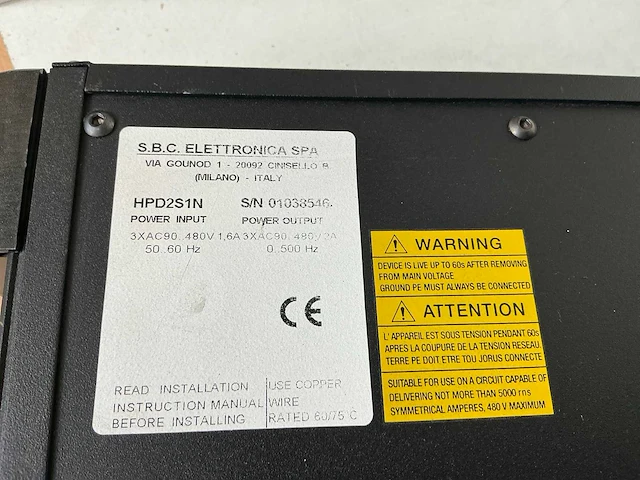 S.B.C. ELETTRONICA SPA
VIA GOUNOD 1 - 20092 CINISELLO B.
(MILANO) - ITALY
HPD2S1N S/N 01038546.
POWER INPUT POWER OUTPUT
3XAC90..480V 1,6A 3XAC90..480V 2A
50..60 Hz 0..500 Hz
CE
READ INSTALLATION
INSTRUCTION MANUAL
BEFORE INSTALLING
USE COPPER
WIRE
RATED 60/75°C
WARNING
DEVICE IS LIVE UP TO 60s AFTER REMOVING
FROM MAIN VOLTAGE
GROUND PE MUST ALWAYS BE CONNECTED
ATTENTION
L' APPAREIL EST SOUS TENSION PENDANT 60s
APRES LA COUPURE DE LA TENSION RESEAU.
TERRE PE DOIT ETRE TOU JORUS CONNECTE
SUITABLE FOR USE ON A CIRCUIT CAPABLE OF
DELIVERING NOT MORE THAN 5000 rns
SYMMETRICAL AMPERES, 480 V MAXIMUM